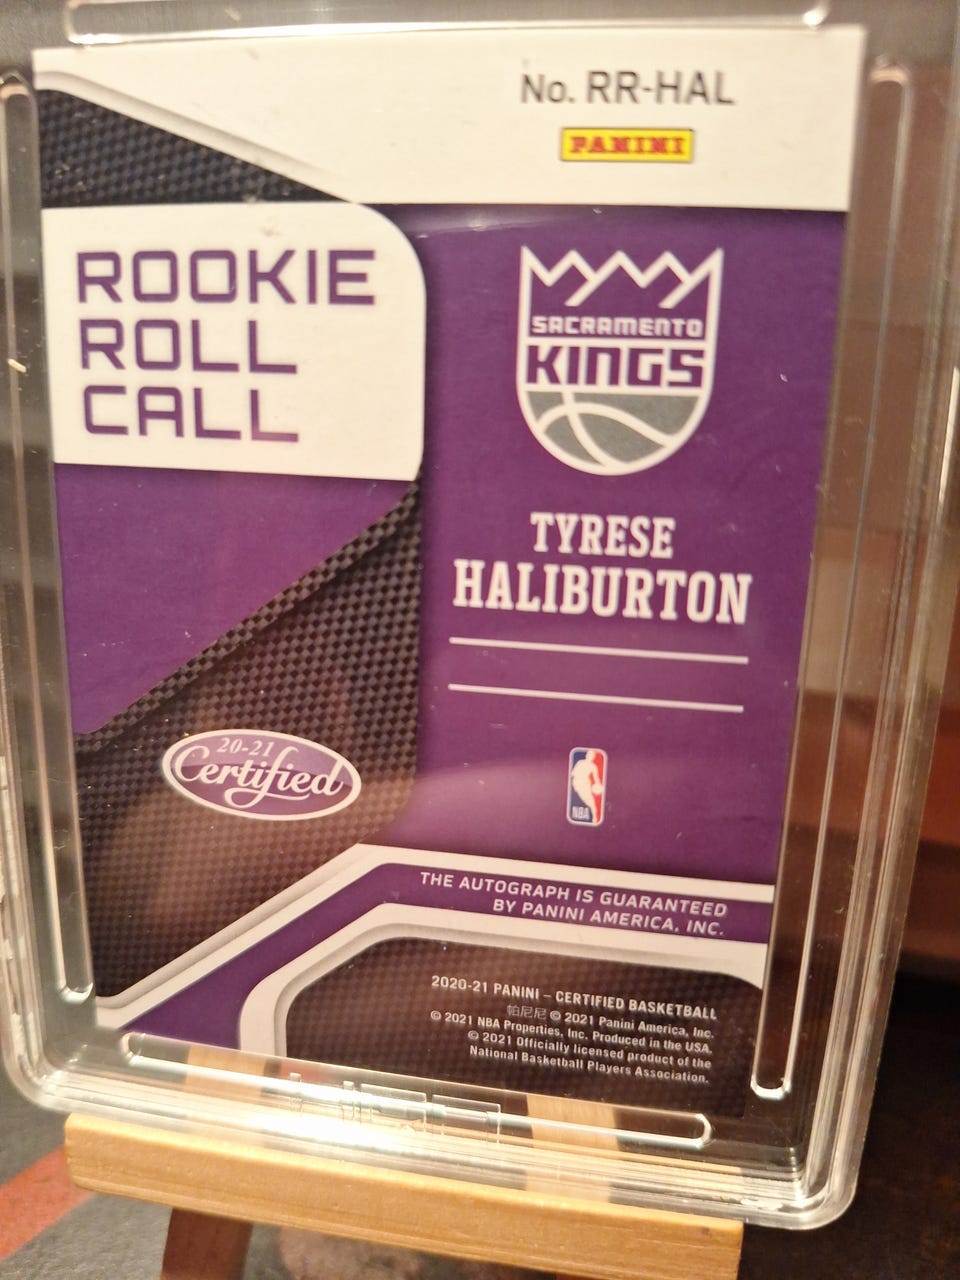 No. RR-HAL
PANINI
ROOKIE
ROLL
CALL
SACRAMENTO
KINGS
TYRESE
HALIBURTON
20-21
Certified
NBA
THE AUTOGRAPH IS GUARANTEED
BY PANINI AMERICA, INC.
2020-21 PANINI – CERTIFIED BASKETBALL
帕尼尼 © 2021 Panini America, Inc.
© 2021 NBA Properties, Inc. Produced in the USA.
© 2021 Officially licensed product of the
National Basketball Players Association.